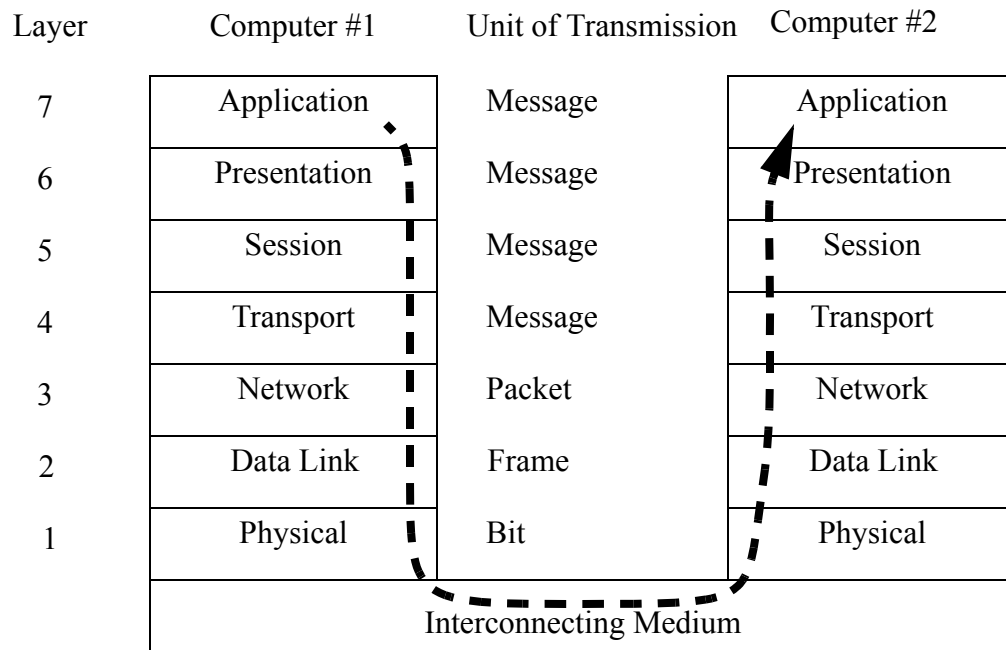 Layer Computer #1 Unit of Transmission Computer #2
7 Application Message Application
6 Presentation Message Presentation
5 Session Message Session
4 Transport Message Transport
3 Network Packet Network
2 Data Link Frame Data Link
1 Physical Bit Physical
Interconnecting Medium